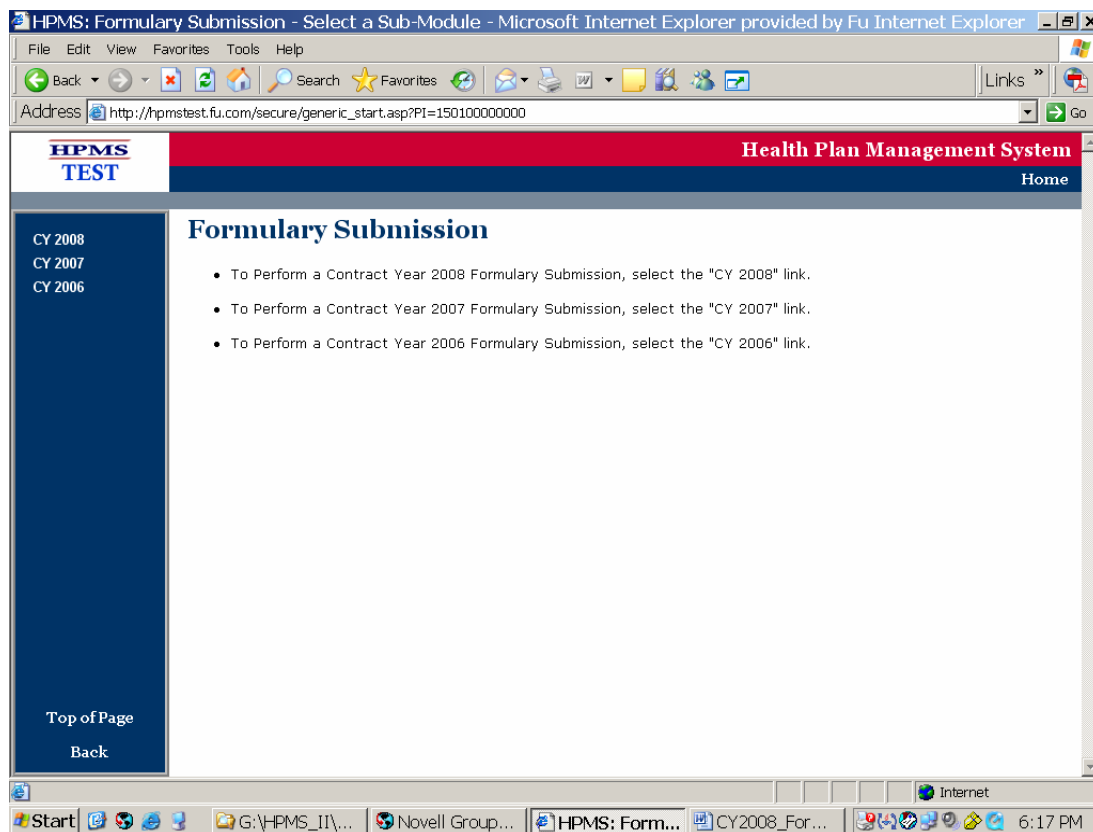 HPMS: Formulary Submission - Select a Sub-Module - Microsoft Internet Explorer provided by Fu Internet Explorer
File Edit View Favorites Tools Help
Back Search Favorites Links »
Address http://hpmstest.fu.com/secure/generic_start.asp?PI=150100000000 Go
HPMS
TEST
Health Plan Management System
Home
CY 2008
CY 2007
CY 2006
Formulary Submission
• To Perform a Contract Year 2008 Formulary Submission, select the "CY 2008" link.
• To Perform a Contract Year 2007 Formulary Submission, select the "CY 2007" link.
• To Perform a Contract Year 2006 Formulary Submission, select the "CY 2006" link.
Top of Page
Back
Internet
Start G:\HPMS_II\... Novell Group... HPMS: Form... CY2008_For... 6:17 PM